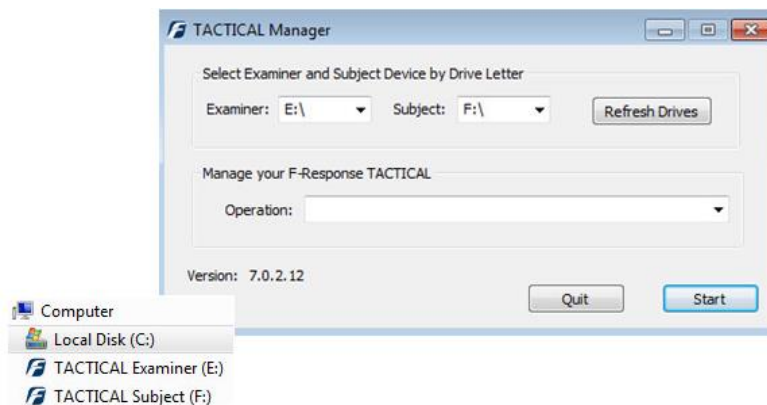 TACTICAL Manager
Select Examiner and Subject Device by Drive Letter
Examiner: E:\ Subject: F:\ Refresh Drives
Manage your F-Response TACTICAL
Operation:
Version: 7.0.2.12
Quit Start
Computer
Local Disk (C:)
TACTICAL Examiner (E:)
TACTICAL Subject (F:)